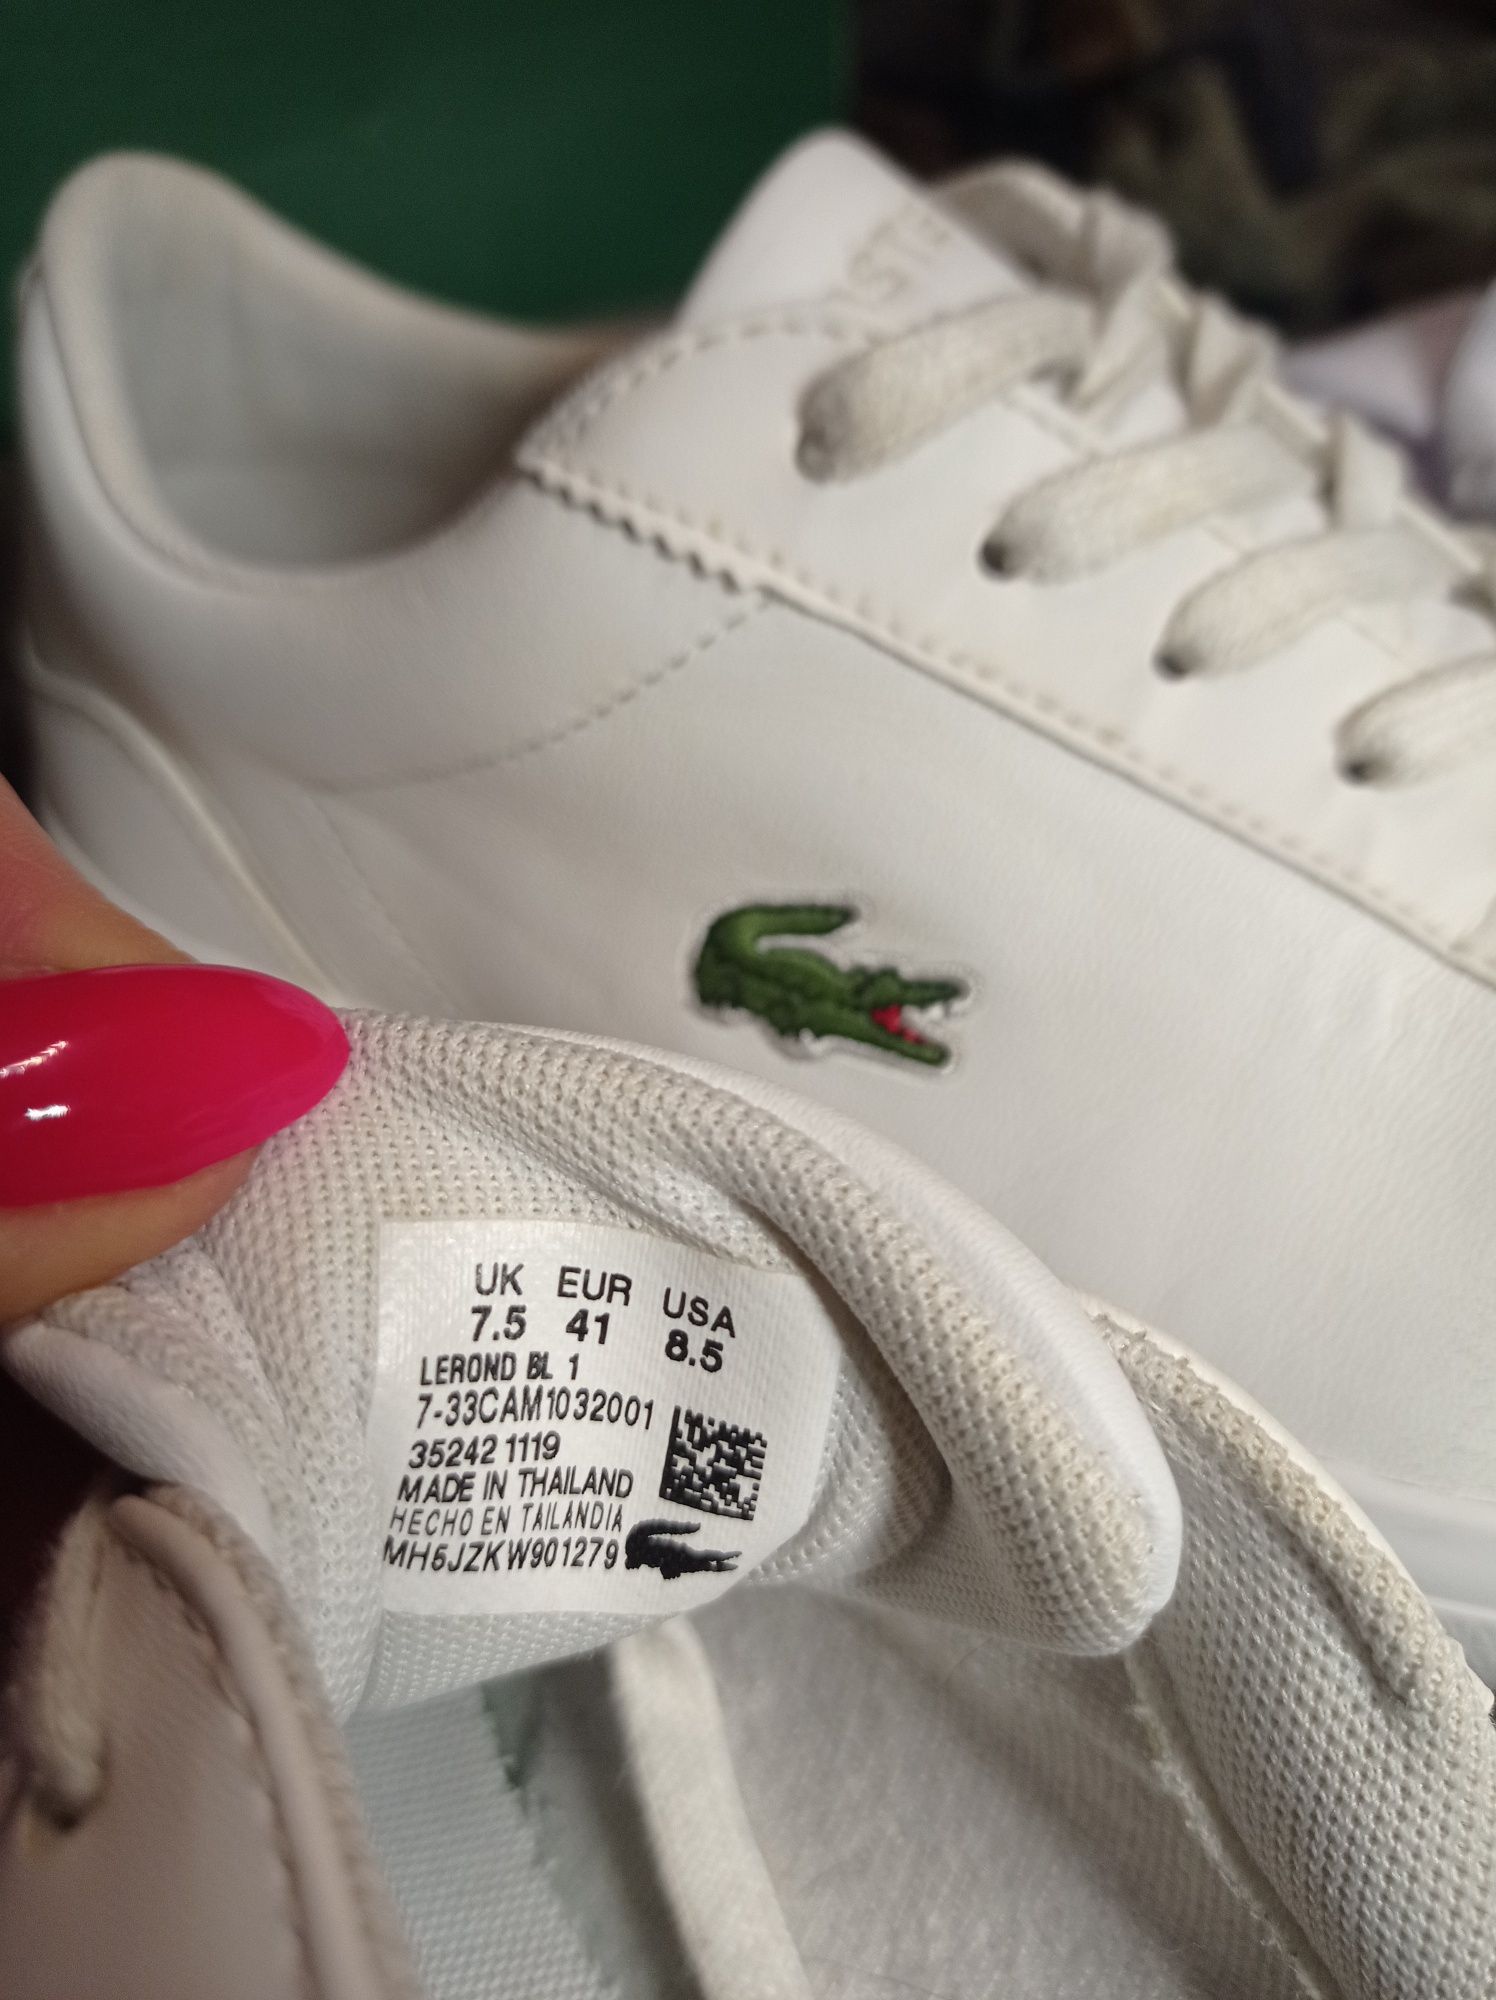 UK EUR USA
7.5 41 8.5
LEROND BL 1
7-33CAM1032001
35242 1119
MADE IN THAILAND
HECHO EN TAILANDIA
MH6JZKW901279